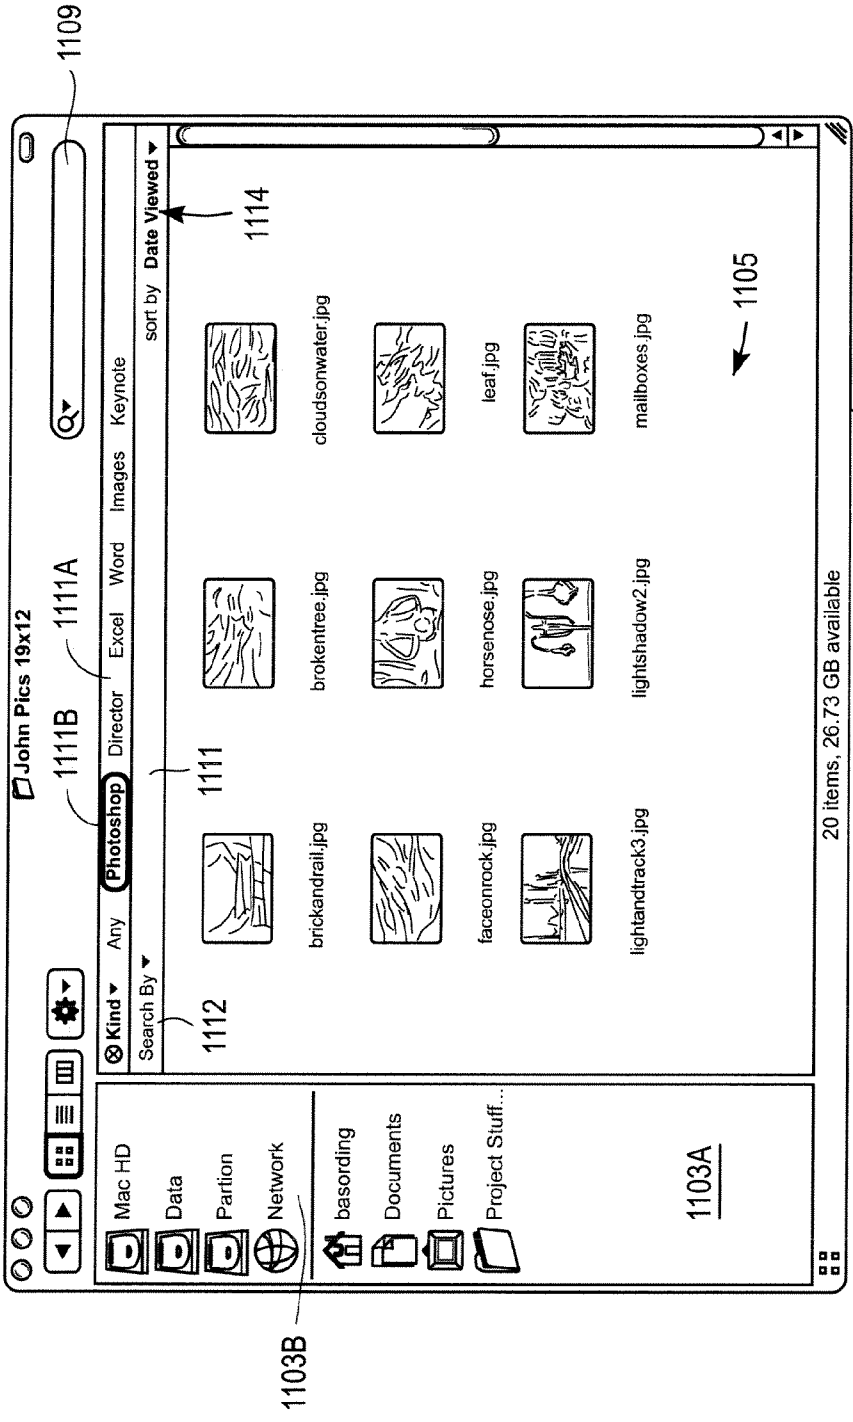 John Pics 19x12
1109
1111B
1111A
Kind Any Photoshop Director Excel Word Images Keynote
Search By
sort by Date Viewed
1112
1111
1114
Mac HD
Data
Partion
Network
basording
Documents
Pictures
Project Stuff...
1103B
1103A
brickandrail.jpg
brokentree.jpg
cloudsonwater.jpg
faceonrock.jpg
horsenose.jpg
leaf.jpg
lightandtrack3.jpg
lightshadow2.jpg
mailboxes.jpg
1105
20 items, 26.73 GB available